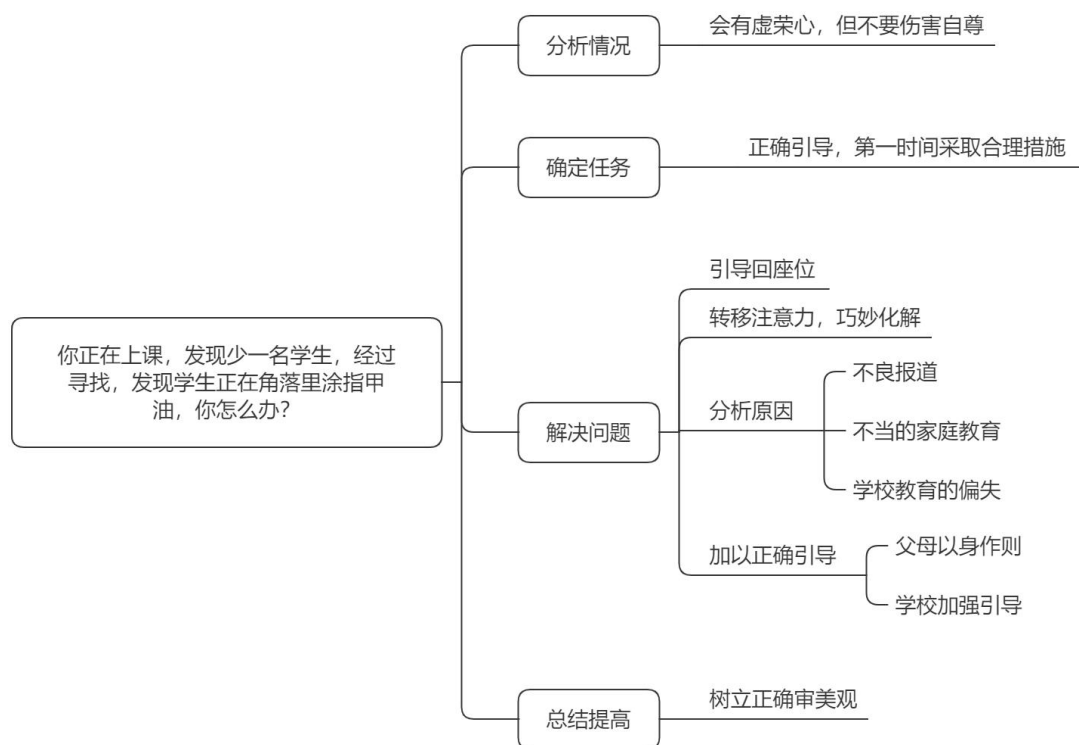 你正在上课，发现少一名学生，经过
寻找，发现学生正在角落里涂指甲
油，你怎么办？
分析情况
会有虚荣心，但不要伤害自尊
确定任务
正确引导，第一时间采取合理措施
解决问题
引导回座位
转移注意力，巧妙化解
分析原因
不良报道
不当的家庭教育
学校教育的偏失
加以正确引导
父母以身作则
学校加强引导
总结提高
树立正确审美观